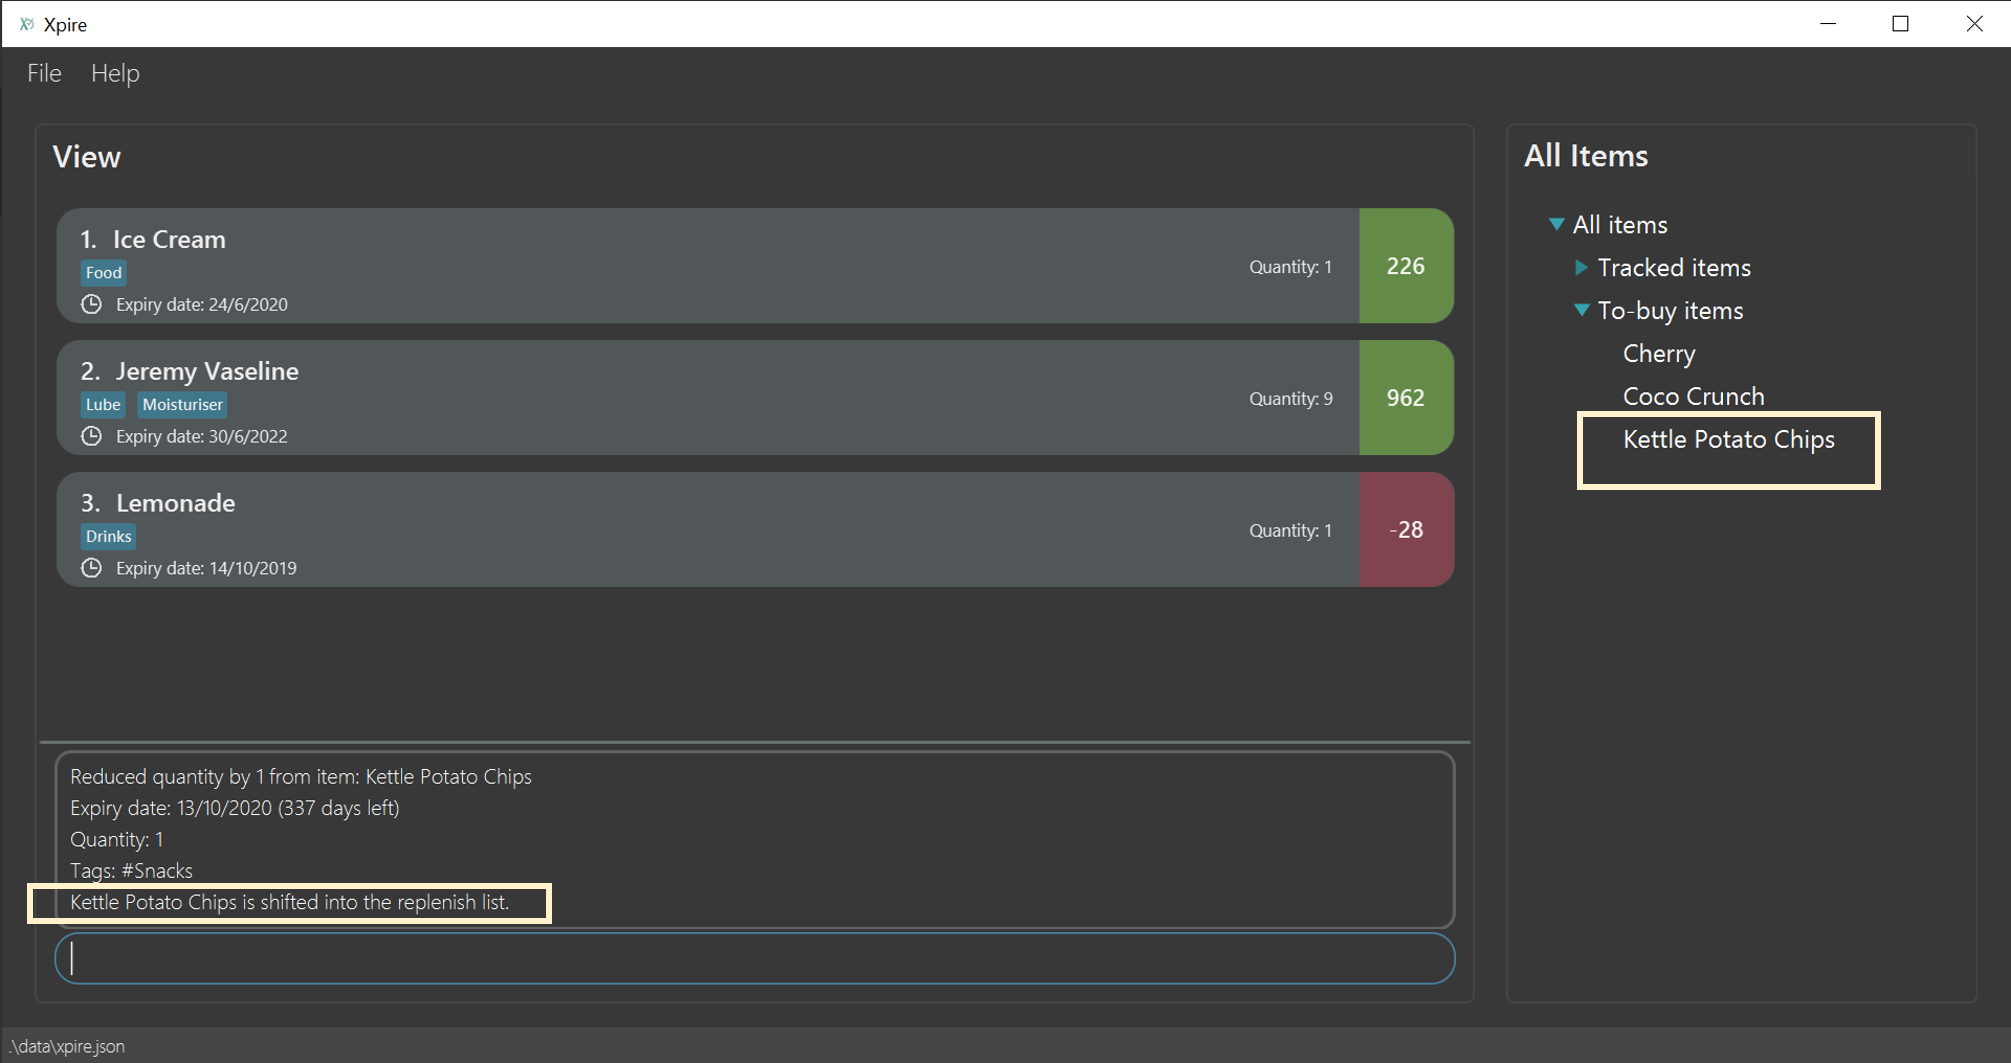 Xpire
File Help
View
1. Ice Cream
Food
Expiry date: 24/6/2020
Quantity: 1
226
2. Jeremy Vaseline
Lube Moisturiser
Expiry date: 30/6/2022
Quantity: 9
962
3. Lemonade
Drinks
Expiry date: 14/10/2019
Quantity: 1
-28
Reduced quantity by 1 from item: Kettle Potato Chips
Expiry date: 13/10/2020 (337 days left)
Quantity: 1
Tags: #Snacks
Kettle Potato Chips is shifted into the replenish list.
All Items
All items
Tracked items
To-buy items
Cherry
Coco Crunch
Kettle Potato Chips
.\data\xpire.json